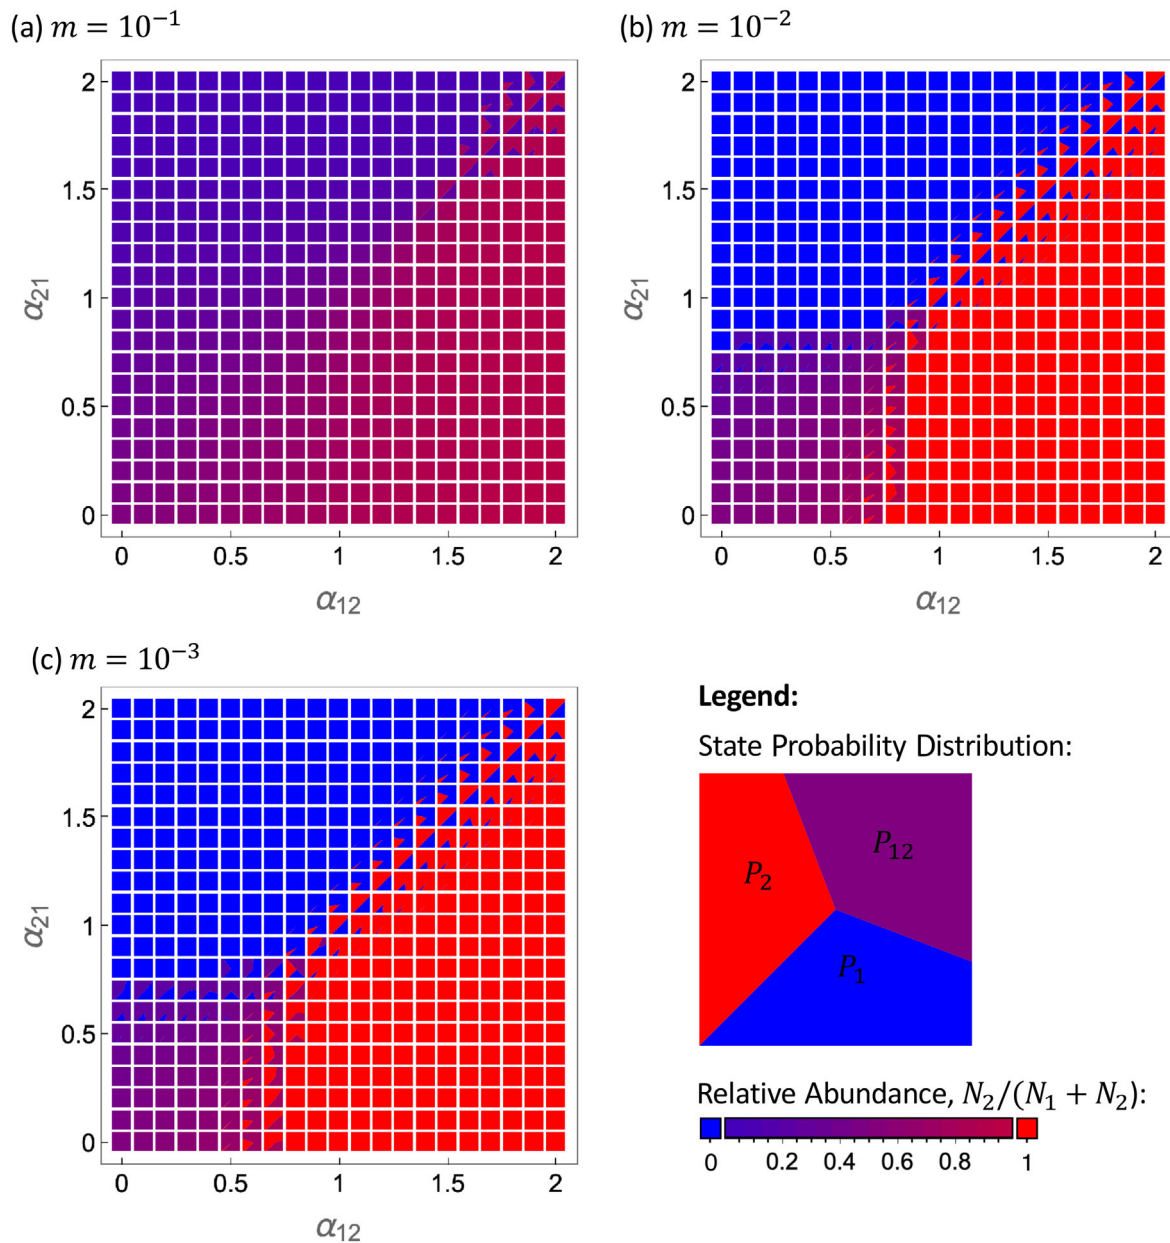 (a) m = 10⁻¹
2
1.5
1
0.5
0
α₂₁
0 0.5 1 1.5 2
α₁₂
(b) m = 10⁻²
2
1.5
1
0.5
0
α₂₁
0 0.5 1 1.5 2
α₁₂
(c) m = 10⁻³
2
1.5
1
0.5
0
α₂₁
0 0.5 1 1.5 2
α₁₂
Legend:
State Probability Distribution:
P₁₂
P₂
P₁
Relative Abundance, N₂/(N₁ + N₂):
0 0.2 0.4 0.6 0.8 1